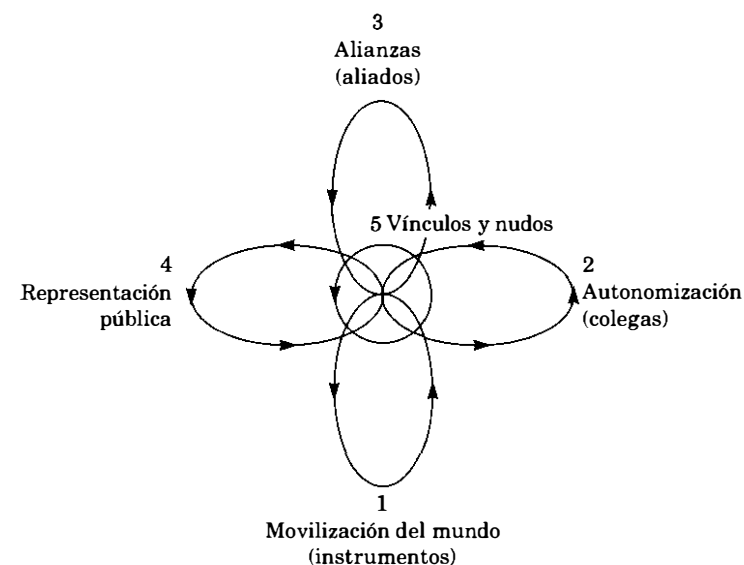 3
Alianzas
(aliados)
5 Vínculos y nudos
4
Representación
pública
2
Autonomización
(colegas)
1
Movilización del mundo
(instrumentos)